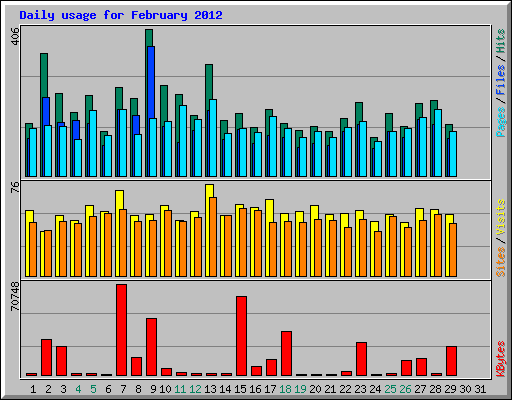 Daily usage for February 2012
406
Pages / Files / Hits
76
Sites / Visits
70748
KBytes
1 2 3 4 5 6 7 8 9 10 11 12 13 14 15 16 17 18 19 20 21 22 23 24 25 26 27 28 29 30 31